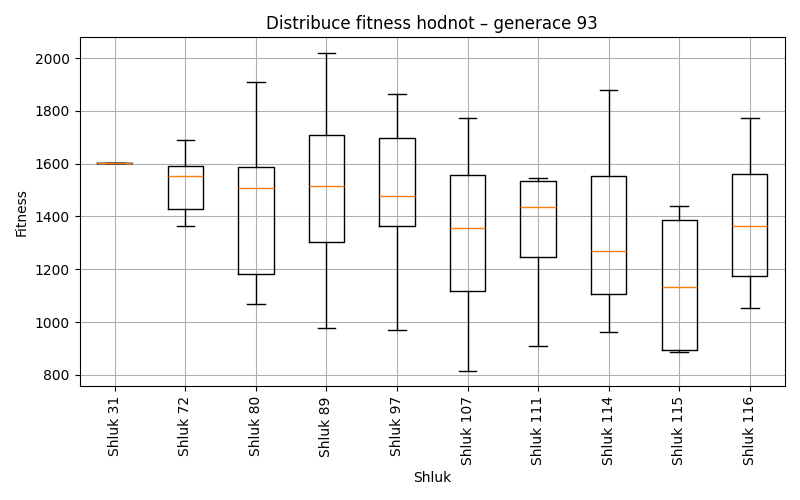 Distribuce fitness hodnot – generace 93
Fitness
2000
1800
1600
1400
1200
1000
800
Shluk 31
Shluk 72
Shluk 80
Shluk 89
Shluk 97
Shluk 107
Shluk 111
Shluk 114
Shluk 115
Shluk 116
Shluk